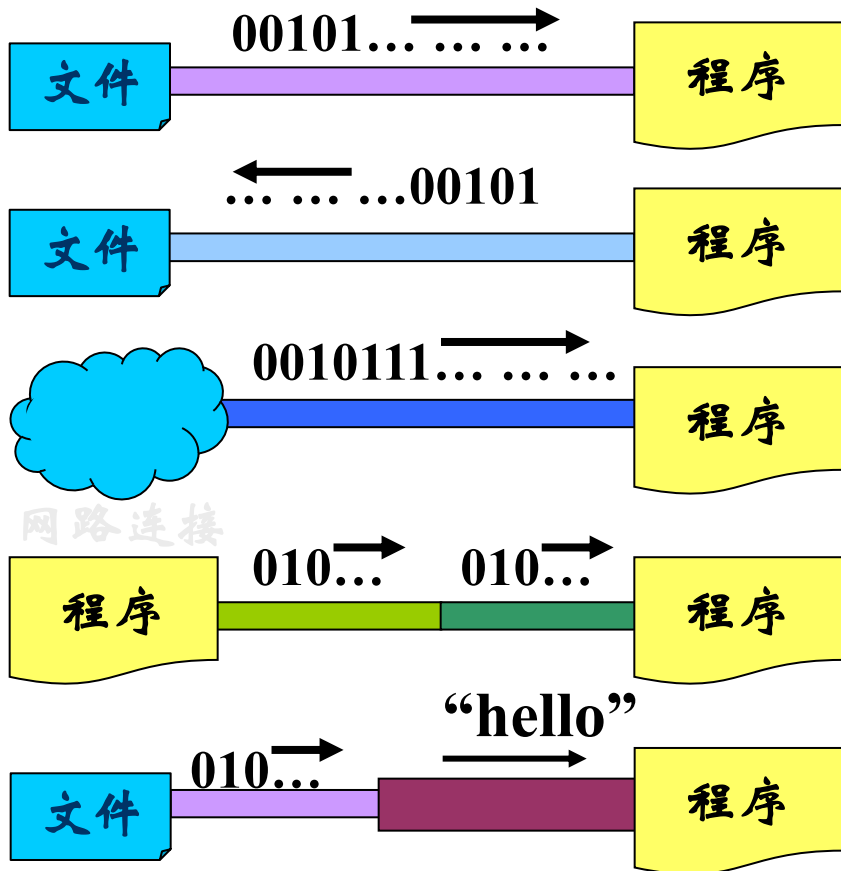 00101… … …
文件
程序
… … …00101
文件
程序
0010111… … …
程序
网路连接
010…
010…
程序
程序
“hello”
010…
文件
程序